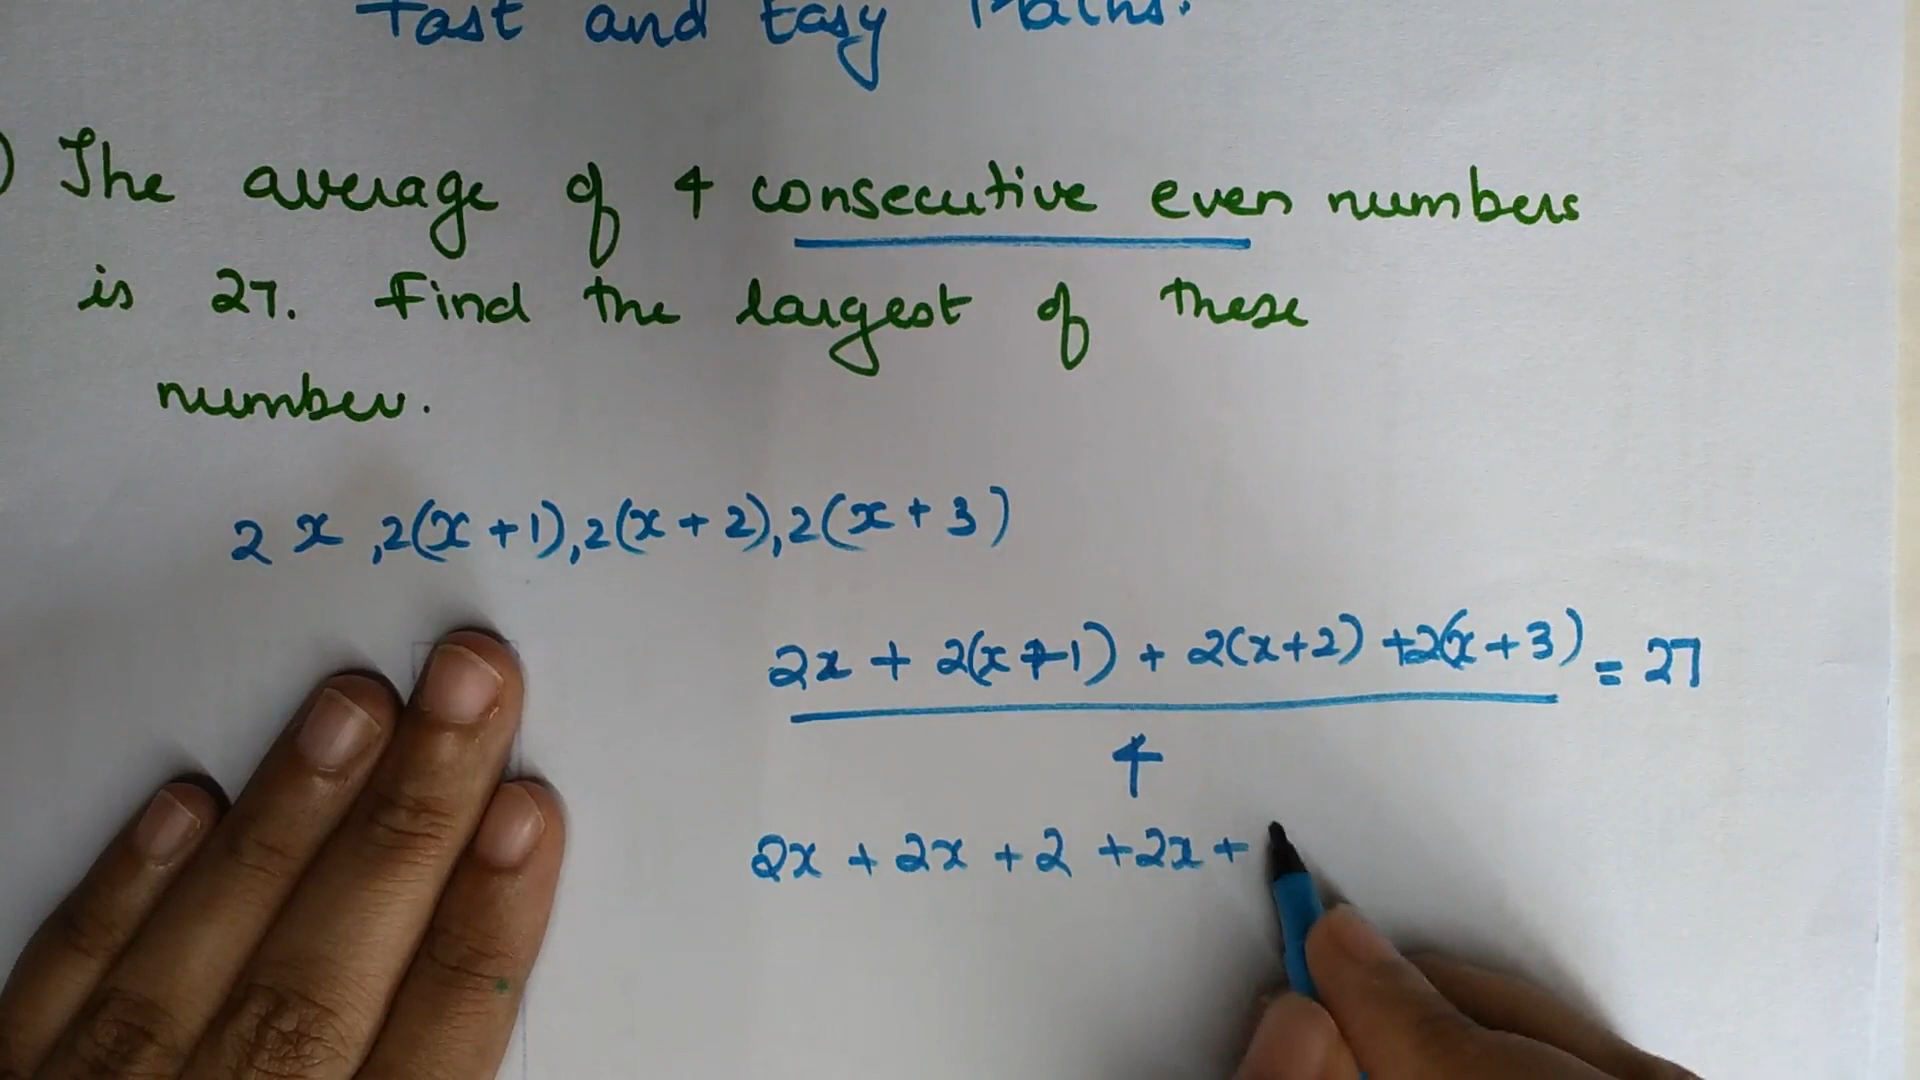 Fast and Easy Maths.
) The average of 4 consecutive even numbers
is 27. Find the largest of these
number.
2x, 2(x+1), 2(x+2), 2(x+3)
2x + 2(x+1) + 2(x+2) + 2(x+3) = 27
4
2x + 2x + 2 + 2x +